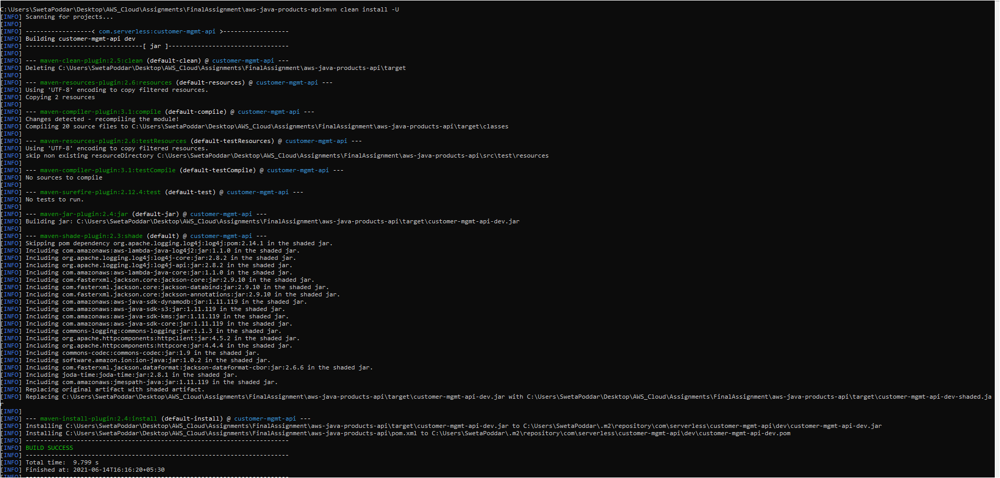 C:\Users\SwetaPoddar\Desktop\AWS_Cloud\Assignments\FinalAssignment\aws-java-products-api>mvn clean install -U
[INFO] Scanning for projects...
[INFO]
[INFO] ------------------< com.serverless:customer-mgmt-api >------------------
[INFO] Building customer-mgmt-api dev
[INFO] --------------------------------[ jar ]---------------------------------
[INFO]
[INFO] --- maven-clean-plugin:2.5:clean (default-clean) @ customer-mgmt-api ---
[INFO] Deleting C:\Users\SwetaPoddar\Desktop\AWS_Cloud\Assignments\FinalAssignment\aws-java-products-api\target
[INFO]
[INFO] --- maven-resources-plugin:2.6:resources (default-resources) @ customer-mgmt-api ---
[INFO] Using 'UTF-8' encoding to copy filtered resources.
[INFO] Copying 2 resources
[INFO]
[INFO] --- maven-compiler-plugin:3.1:compile (default-compile) @ customer-mgmt-api ---
[INFO] Changes detected - recompiling the module!
[INFO] Compiling 20 source files to C:\Users\SwetaPoddar\Desktop\AWS_Cloud\Assignments\FinalAssignment\aws-java-products-api\target\classes
[INFO]
[INFO] --- maven-resources-plugin:2.6:testResources (default-testResources) @ customer-mgmt-api ---
[INFO] Using 'UTF-8' encoding to copy filtered resources.
[INFO] skip non existing resourceDirectory C:\Users\SwetaPoddar\Desktop\AWS_Cloud\Assignments\FinalAssignment\aws-java-products-api\src\test\resources
[INFO]
[INFO] --- maven-compiler-plugin:3.1:testCompile (default-testCompile) @ customer-mgmt-api ---
[INFO] No sources to compile
[INFO]
[INFO] --- maven-surefire-plugin:2.12.4:test (default-test) @ customer-mgmt-api ---
[INFO] No tests to run.
[INFO]
[INFO] --- maven-jar-plugin:2.4:jar (default-jar) @ customer-mgmt-api ---
[INFO] Building jar: C:\Users\SwetaPoddar\Desktop\AWS_Cloud\Assignments\FinalAssignment\aws-java-products-api\target\customer-mgmt-api-dev.jar
[INFO]
[INFO] --- maven-shade-plugin:2.3:shade (default) @ customer-mgmt-api ---
[INFO] Skipping pom dependency org.apache.logging.log4j:log4j:pom:2.14.1 in the shaded jar.
[INFO] Including com.amazonaws:aws-lambda-java-log4j2:jar:1.1.0 in the shaded jar.
[INFO] Including org.apache.logging.log4j:log4j-core:jar:2.8.2 in the shaded jar.
[INFO] Including org.apache.logging.log4j:log4j-api:jar:2.8.2 in the shaded jar.
[INFO] Including com.amazonaws:aws-lambda-java-core:jar:1.1.0 in the shaded jar.
[INFO] Including com.fasterxml.jackson.core:jackson-core:jar:2.9.10 in the shaded jar.
[INFO] Including com.fasterxml.jackson.core:jackson-databind:jar:2.9.10 in the shaded jar.
[INFO] Including com.fasterxml.jackson.core:jackson-annotations:jar:2.9.10 in the shaded jar.
[INFO] Including com.amazonaws:aws-java-sdk-dynamodb:jar:1.11.119 in the shaded jar.
[INFO] Including com.amazonaws:aws-java-sdk-s3:jar:1.11.119 in the shaded jar.
[INFO] Including com.amazonaws:aws-java-sdk-kms:jar:1.11.119 in the shaded jar.
[INFO] Including com.amazonaws:aws-java-sdk-core:jar:1.11.119 in the shaded jar.
[INFO] Including commons-logging:commons-logging:jar:1.1.3 in the shaded jar.
[INFO] Including org.apache.httpcomponents:httpclient:jar:4.5.2 in the shaded jar.
[INFO] Including org.apache.httpcomponents:httpcore:jar:4.4.4 in the shaded jar.
[INFO] Including commons-codec:commons-codec:jar:1.9 in the shaded jar.
[INFO] Including software.amazon.ion:ion-java:jar:1.0.2 in the shaded jar.
[INFO] Including com.fasterxml.jackson.dataformat:jackson-dataformat-cbor:jar:2.6.6 in the shaded jar.
[INFO] Including joda-time:joda-time:jar:2.8.1 in the shaded jar.
[INFO] Including com.amazonaws:jmespath-java:jar:1.11.119 in the shaded jar.
[INFO] Replacing original artifact with shaded artifact.
[INFO] Replacing C:\Users\SwetaPoddar\Desktop\AWS_Cloud\Assignments\FinalAssignment\aws-java-products-api\target\customer-mgmt-api-dev.jar with C:\Users\SwetaPoddar\Desktop\AWS_Cloud\Assignments\FinalAssignment\aws-java-products-api\target\customer-mgmt-api-dev-shaded.ja
r
[INFO]
[INFO] --- maven-install-plugin:2.4:install (default-install) @ customer-mgmt-api ---
[INFO] Installing C:\Users\SwetaPoddar\Desktop\AWS_Cloud\Assignments\FinalAssignment\aws-java-products-api\target\customer-mgmt-api-dev.jar to C:\Users\SwetaPoddar\.m2\repository\com\serverless\customer-mgmt-api\dev\customer-mgmt-api-dev.jar
[INFO] Installing C:\Users\SwetaPoddar\Desktop\AWS_Cloud\Assignments\FinalAssignment\aws-java-products-api\pom.xml to C:\Users\SwetaPoddar\.m2\repository\com\serverless\customer-mgmt-api\dev\customer-mgmt-api-dev.pom
[INFO] ------------------------------------------------------------------------
[INFO] BUILD SUCCESS
[INFO] ------------------------------------------------------------------------
[INFO] Total time:  9.799 s
[INFO] Finished at: 2021-06-14T16:16:20+05:30
[INFO] ------------------------------------------------------------------------